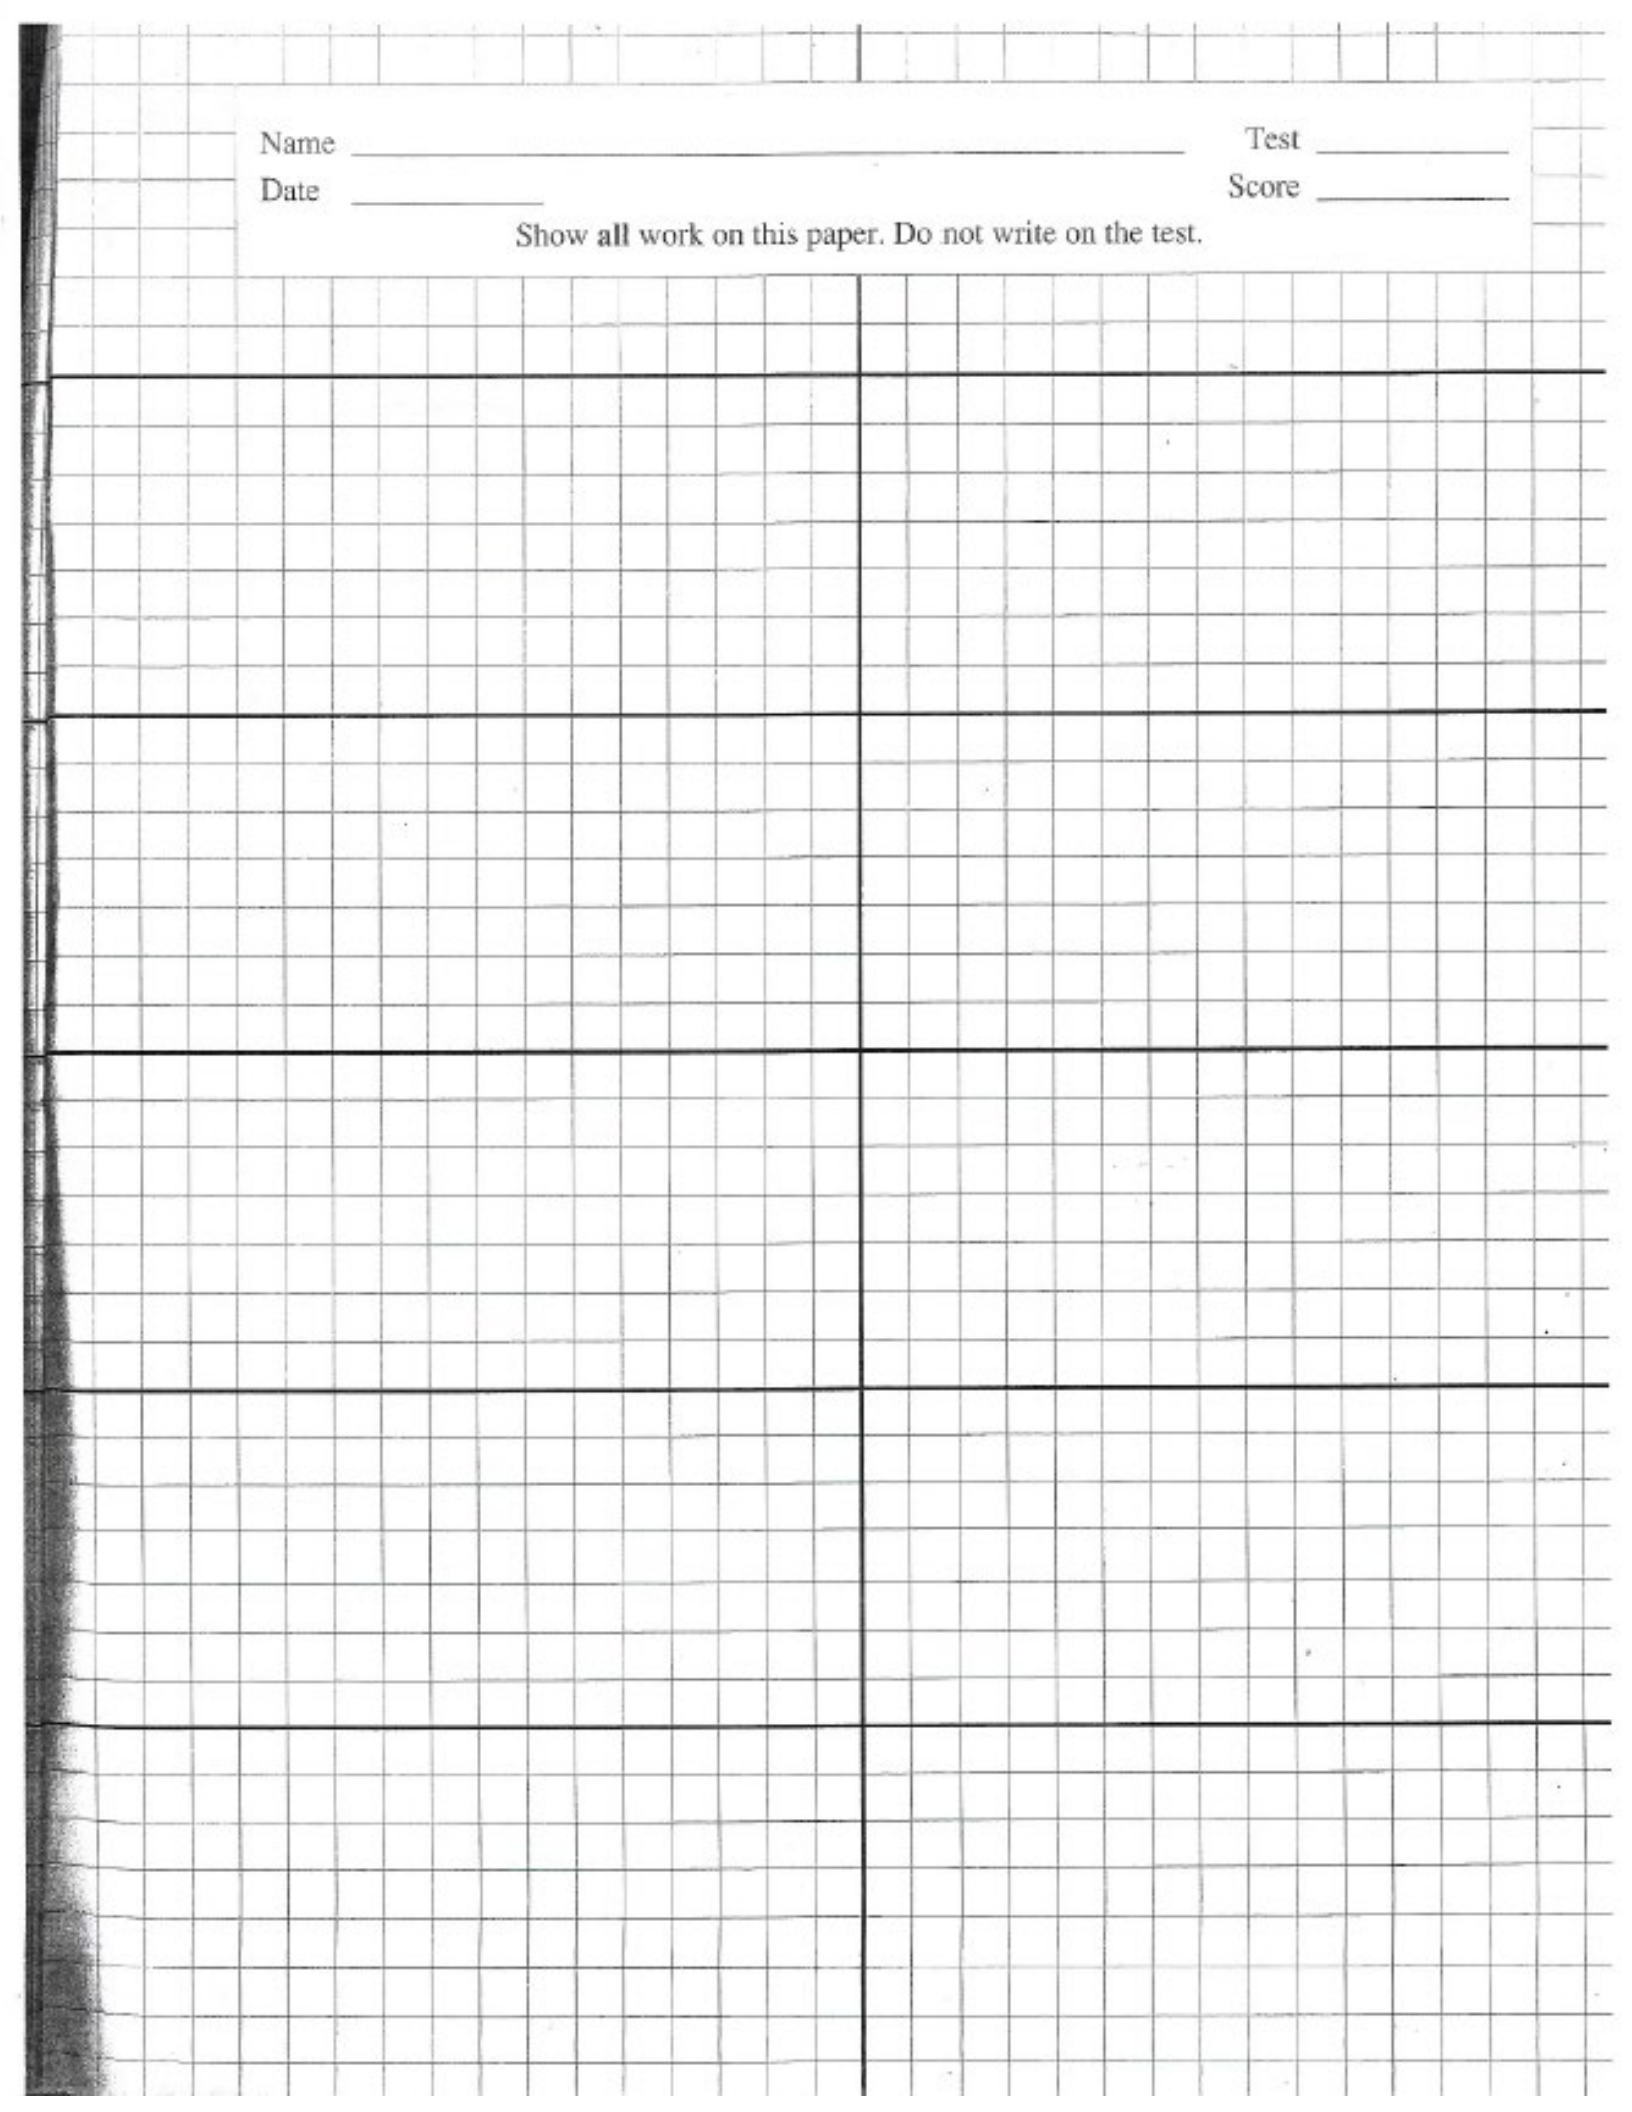 Name Test
Date Score
Show all work on this paper. Do not write on the test.